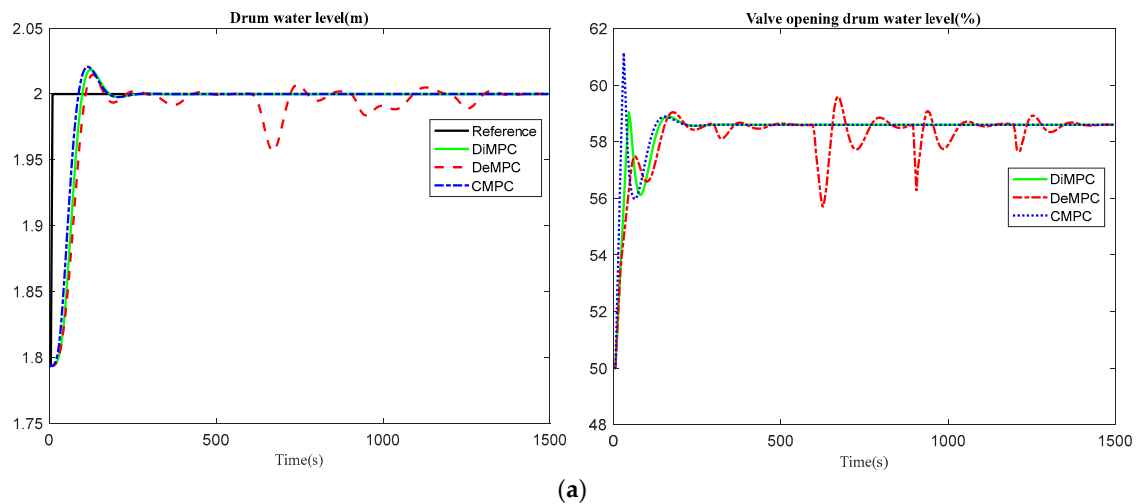 Drum water level(m)
2.05
2
1.95
1.9
1.85
1.8
1.75
0
500
1000
1500
Time(s)
Reference
DiMPC
DeMPC
CMPC
Valve opening drum water level(%)
62
60
58
56
54
52
50
48
0
500
1000
1500
Time(s)
DiMPC
DeMPC
CMPC
(a)